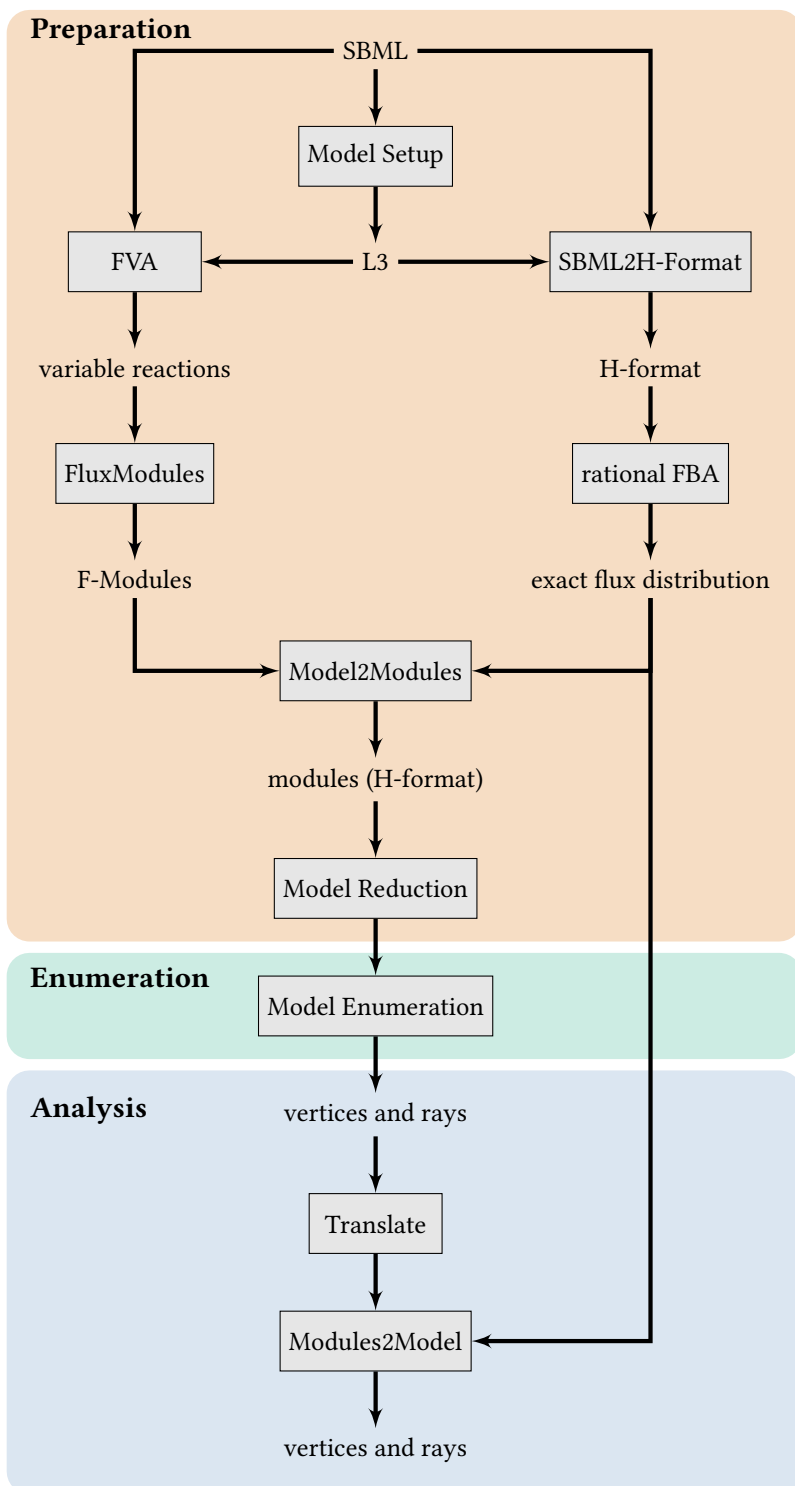 Preparation
SBML
Model Setup
FVA
L3
SBML2H-Format
variable reactions
H-format
FluxModules
rational FBA
F-Modules
exact flux distribution
Model2Modules
modules (H-format)
Model Reduction
Enumeration
Model Enumeration
Analysis
vertices and rays
Translate
Modules2Model
vertices and rays